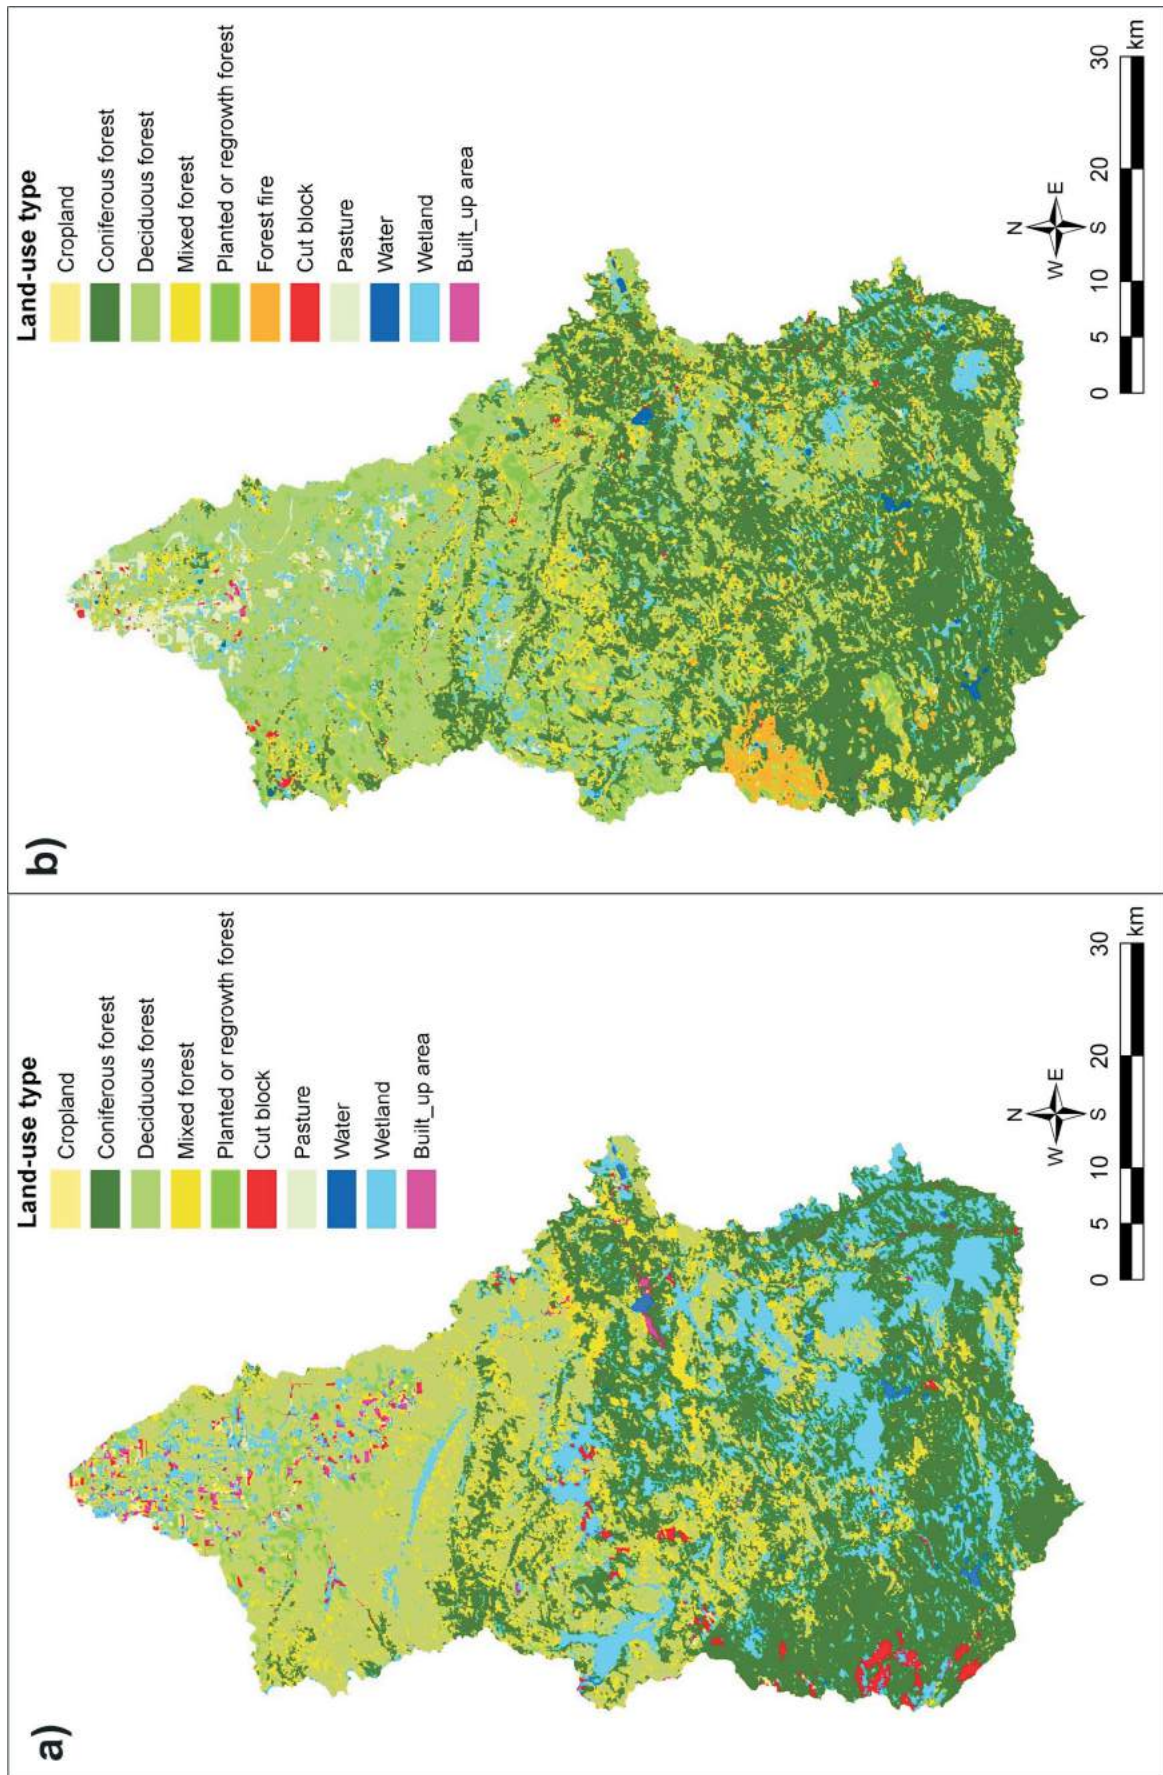 a)
Land-use type
Cropland
Coniferous forest
Deciduous forest
Mixed forest
Planted or regrowth forest
Cut block
Pasture
Water
Wetland
Built_up area
N
W E
S
0 5 10 20 30
km
b)
Land-use type
Cropland
Coniferous forest
Deciduous forest
Mixed forest
Planted or regrowth forest
Forest fire
Cut block
Pasture
Water
Wetland
Built_up area
N
W E
S
0 5 10 20 30
km